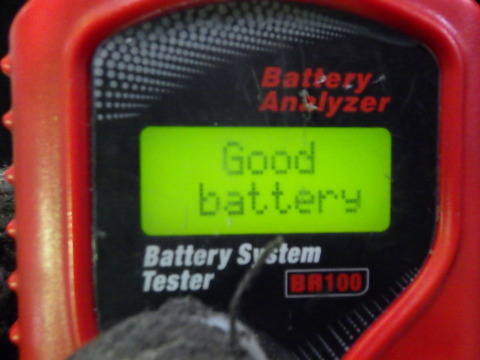 Battery
Analyzer
Good
battery
Battery System
Tester
BR100